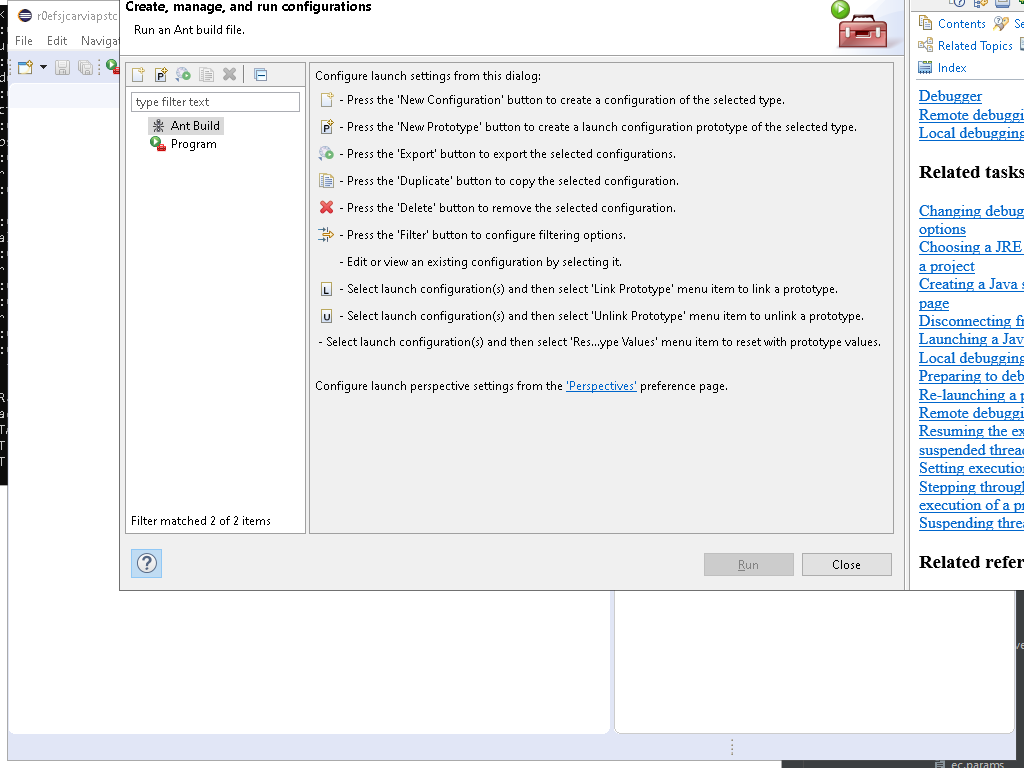 r0efsjcarviapstc
File Edit Naviga
Create, manage, and run configurations
Run an Ant build file.
type filter text
Ant Build
Program
Filter matched 2 of 2 items
Configure launch settings from this dialog:
- Press the 'New Configuration' button to create a configuration of the selected type.
- Press the 'New Prototype' button to create a launch configuration prototype of the selected type.
- Press the 'Export' button to export the selected configurations.
- Press the 'Duplicate' button to copy the selected configuration.
- Press the 'Delete' button to remove the selected configuration.
- Press the 'Filter' button to configure filtering options.
- Edit or view an existing configuration by selecting it.
L - Select launch configuration(s) and then select 'Link Prototype' menu item to link a prototype.
U - Select launch configuration(s) and then select 'Unlink Prototype' menu item to unlink a prototype.
- Select launch configuration(s) and then select 'Res...ype Values' menu item to reset with prototype values.
Configure launch perspective settings from the 'Perspectives' preference page.
Run Close
Contents Se
Related Topics
Index
Debugger
Remote debuggi
Local debugging
Related tasks
Changing debug
options
Choosing a JRE
a project
Creating a Java s
page
Disconnecting fr
Launching a Jav
Local debugging
Preparing to deb
Re-launching a p
Remote debuggi
Resuming the ex
suspended threa
Setting executio
Stepping through
execution of a pr
Suspending threa
Related refer
ec.params